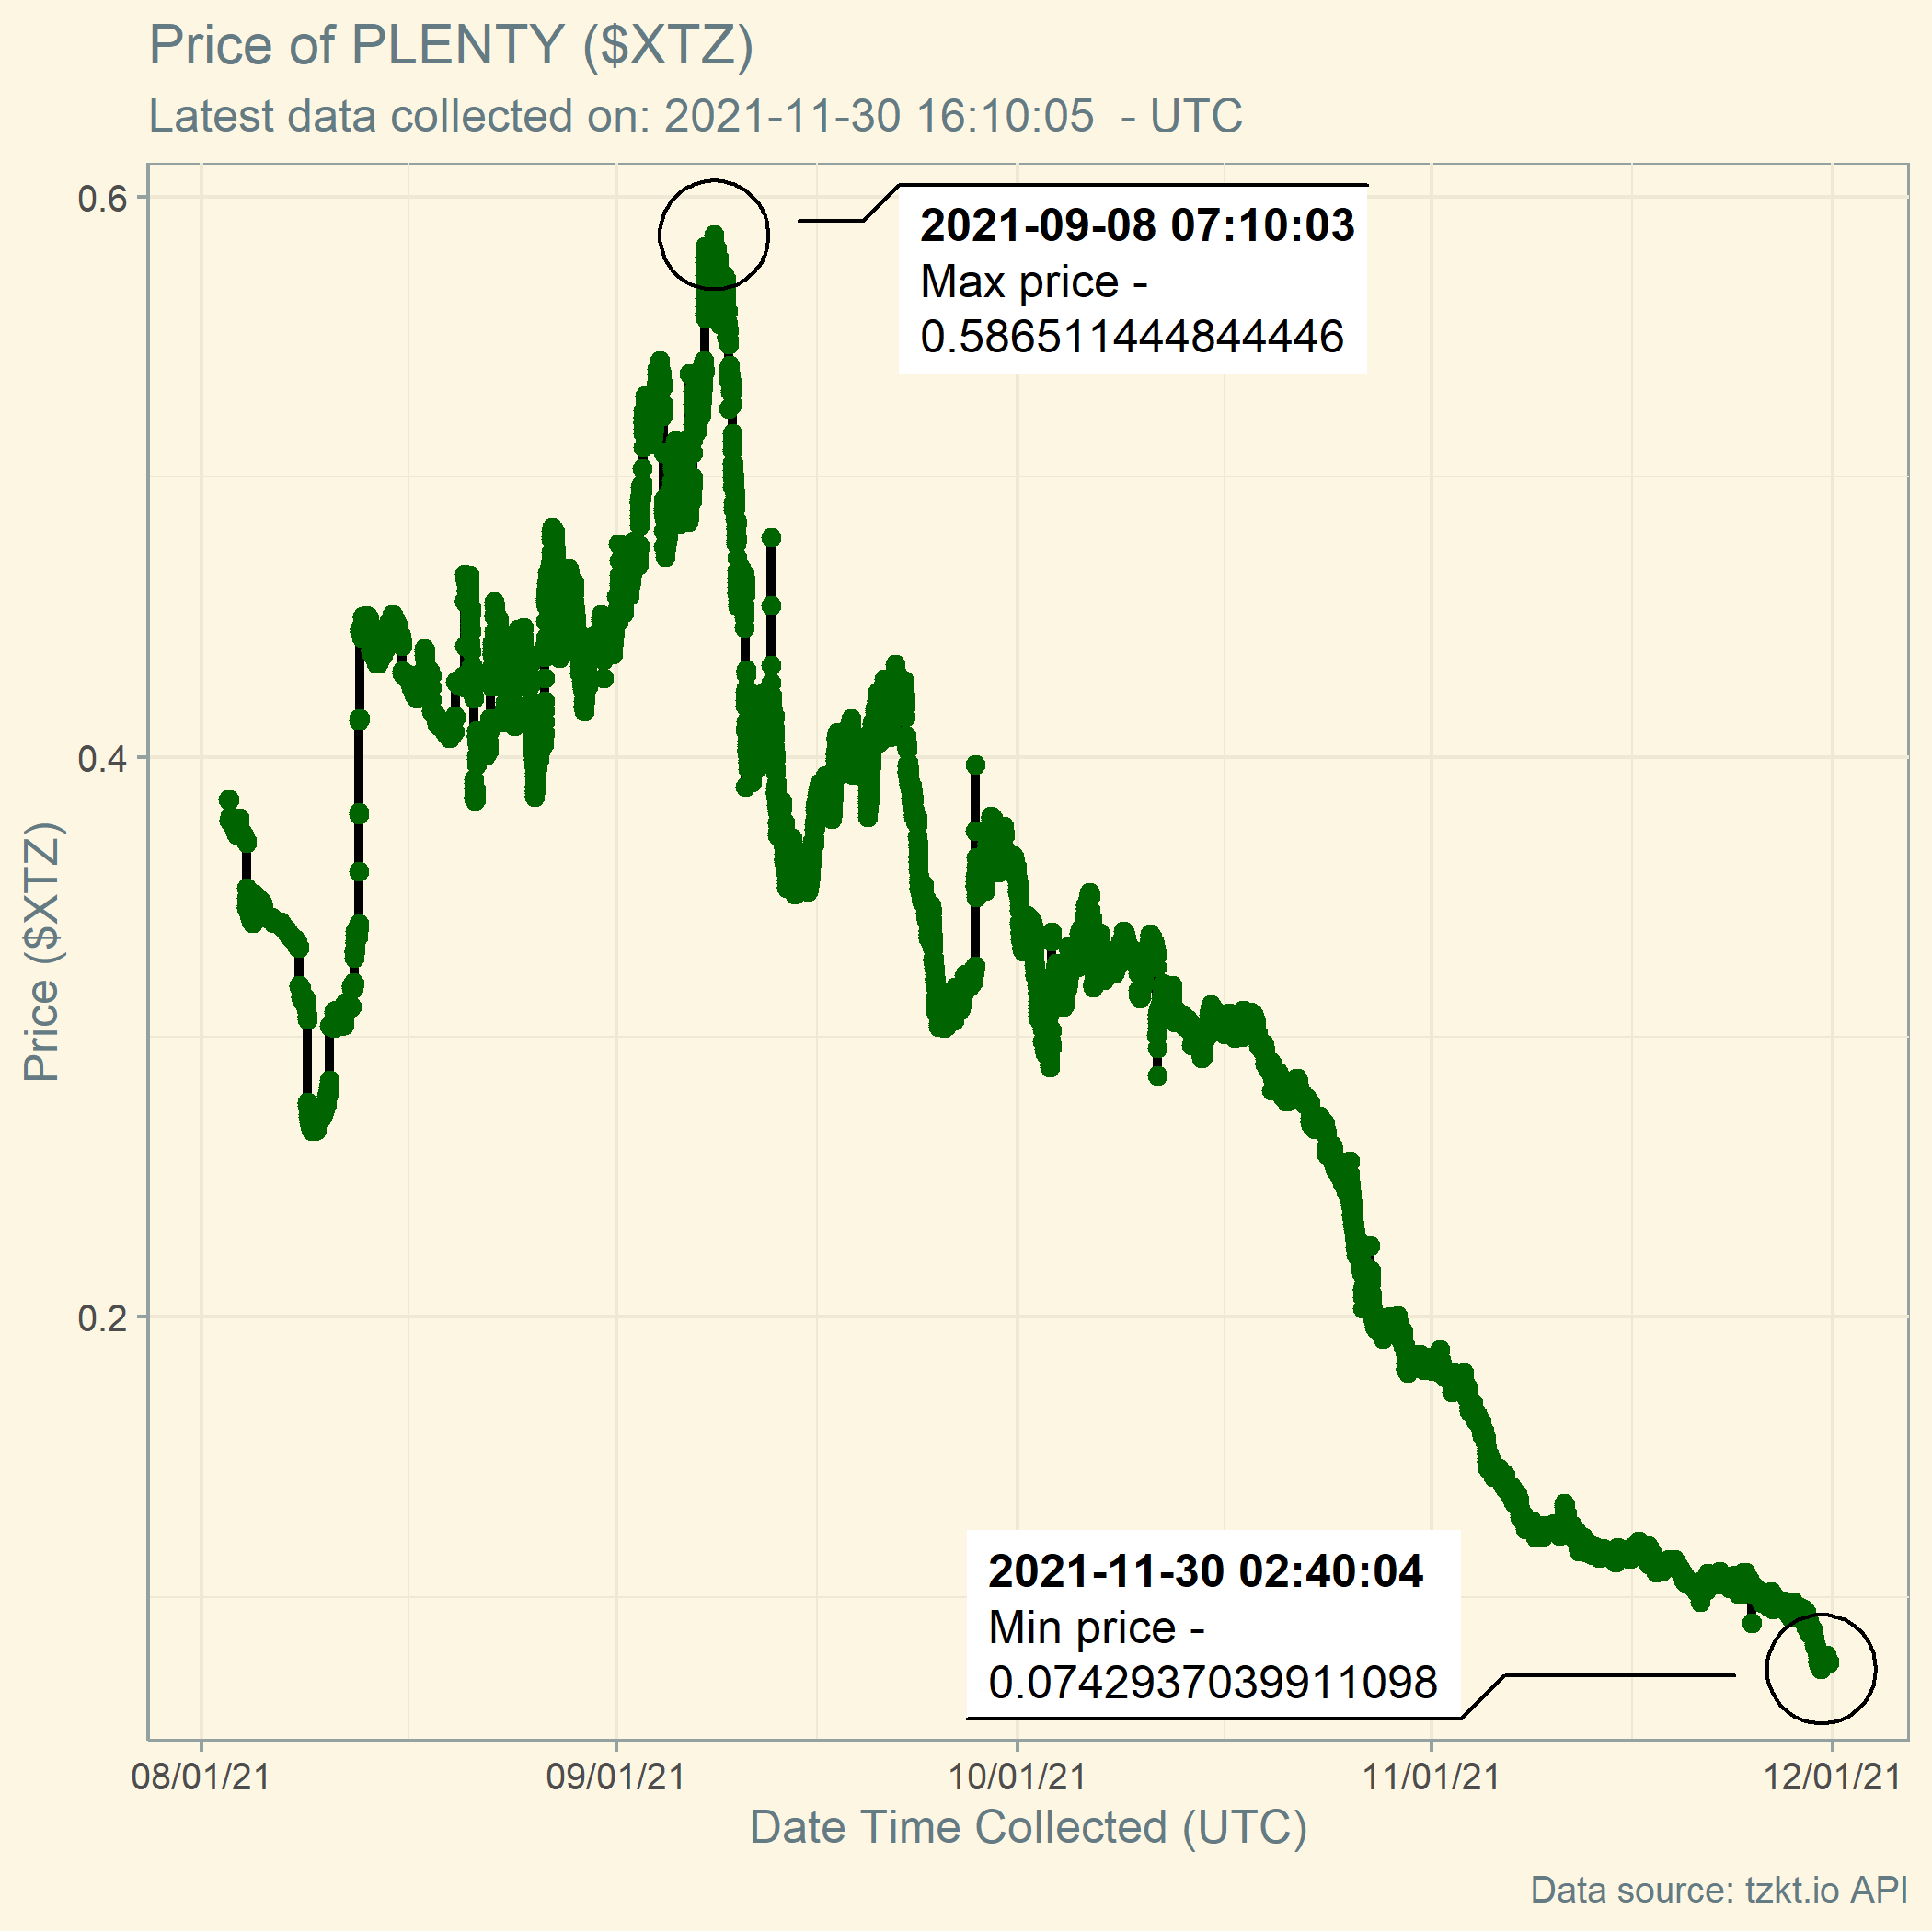 Price of PLENTY ($XTZ)
Latest data collected on: 2021-11-30 16:10:05  - UTC
0.6
0.4
0.2
Price ($XTZ)
2021-09-08 07:10:03
Max price -
0.586511444844446
2021-11-30 02:40:04
Min price -
0.0742937039911098
08/01/21 09/01/21 10/01/21 11/01/21 12/01/21
Date Time Collected (UTC)
Data source: tzkt.io API